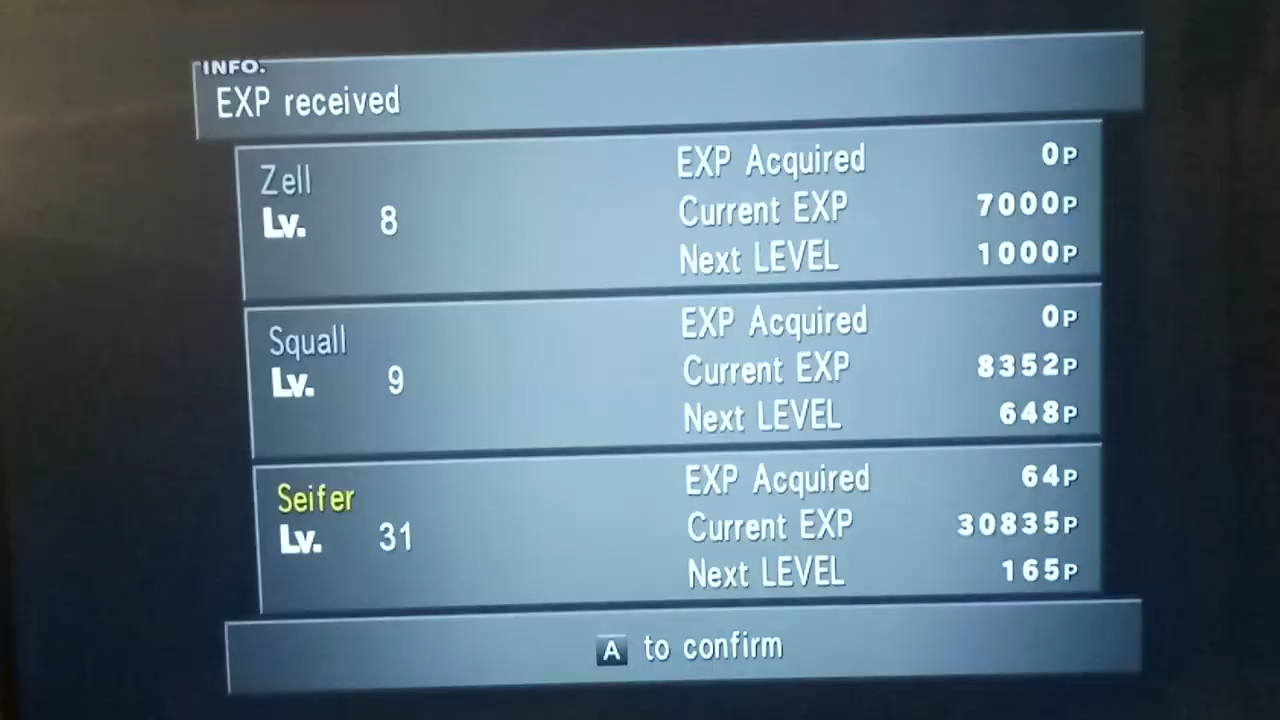 INFO.
EXP received
Zell
Lv. 8
EXP Acquired 0P
Current EXP 7000P
Next LEVEL 1000P
Squall
Lv. 9
EXP Acquired 0P
Current EXP 8352P
Next LEVEL 648P
Seifer
Lv. 31
EXP Acquired 64P
Current EXP 30835P
Next LEVEL 165P
A to confirm